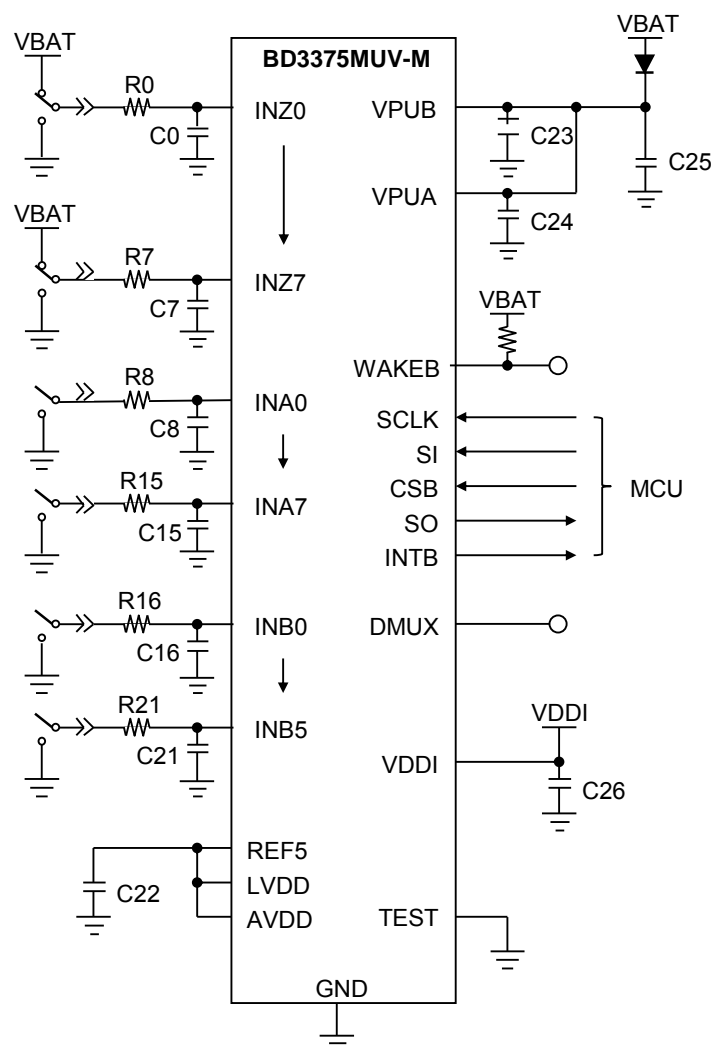 VBAT
R0
C0
VBAT
R7
C7
R8
C8
R15
C15
R16
C16
R21
C21
C22
BD3375MUV-M
INZ0
INZ7
INA0
INA7
INB0
INB5
REF5
LVDD
AVDD
GND
VPUB
VPUA
WAKEB
SCLK
SI
CSB
SO
INTB
DMUX
VDDI
TEST
VBAT
C23
C25
C24
VBAT
MCU
VDDI
C26